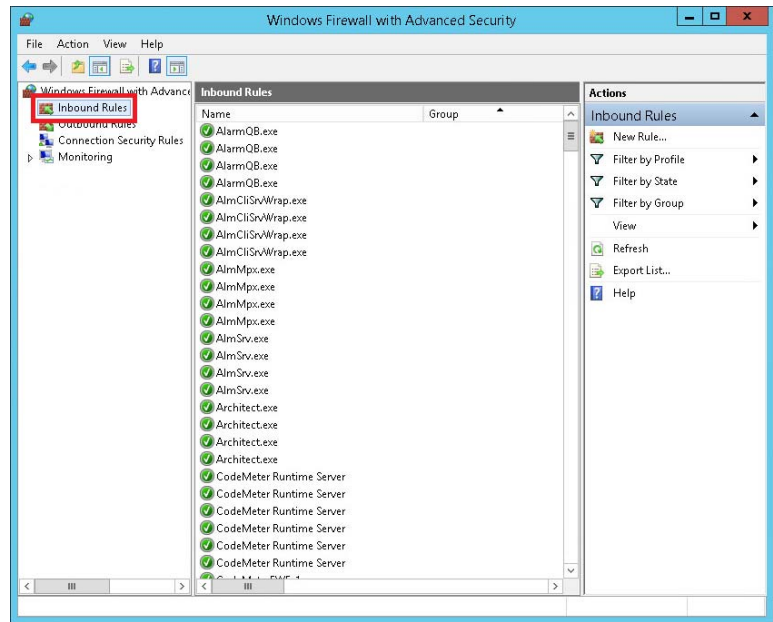 Windows Firewall with Advanced Security
File Action View Help
Windows Firewall with Advance
Inbound Rules
Outbound Rules
Connection Security Rules
Monitoring
Inbound Rules
Name Group
AlarmQB.exe
AlarmQB.exe
AlarmQB.exe
AlarmQB.exe
AlmCliSrvWrap.exe
AlmCliSrvWrap.exe
AlmCliSrvWrap.exe
AlmCliSrvWrap.exe
AlmMpx.exe
AlmMpx.exe
AlmMpx.exe
AlmMpx.exe
AlmSrv.exe
AlmSrv.exe
AlmSrv.exe
AlmSrv.exe
Architect.exe
Architect.exe
Architect.exe
Architect.exe
CodeMeter Runtime Server
CodeMeter Runtime Server
CodeMeter Runtime Server
CodeMeter Runtime Server
CodeMeter Runtime Server
CodeMeter Runtime Server
Actions
Inbound Rules
New Rule...
Filter by Profile
Filter by State
Filter by Group
View
Refresh
Export List...
Help